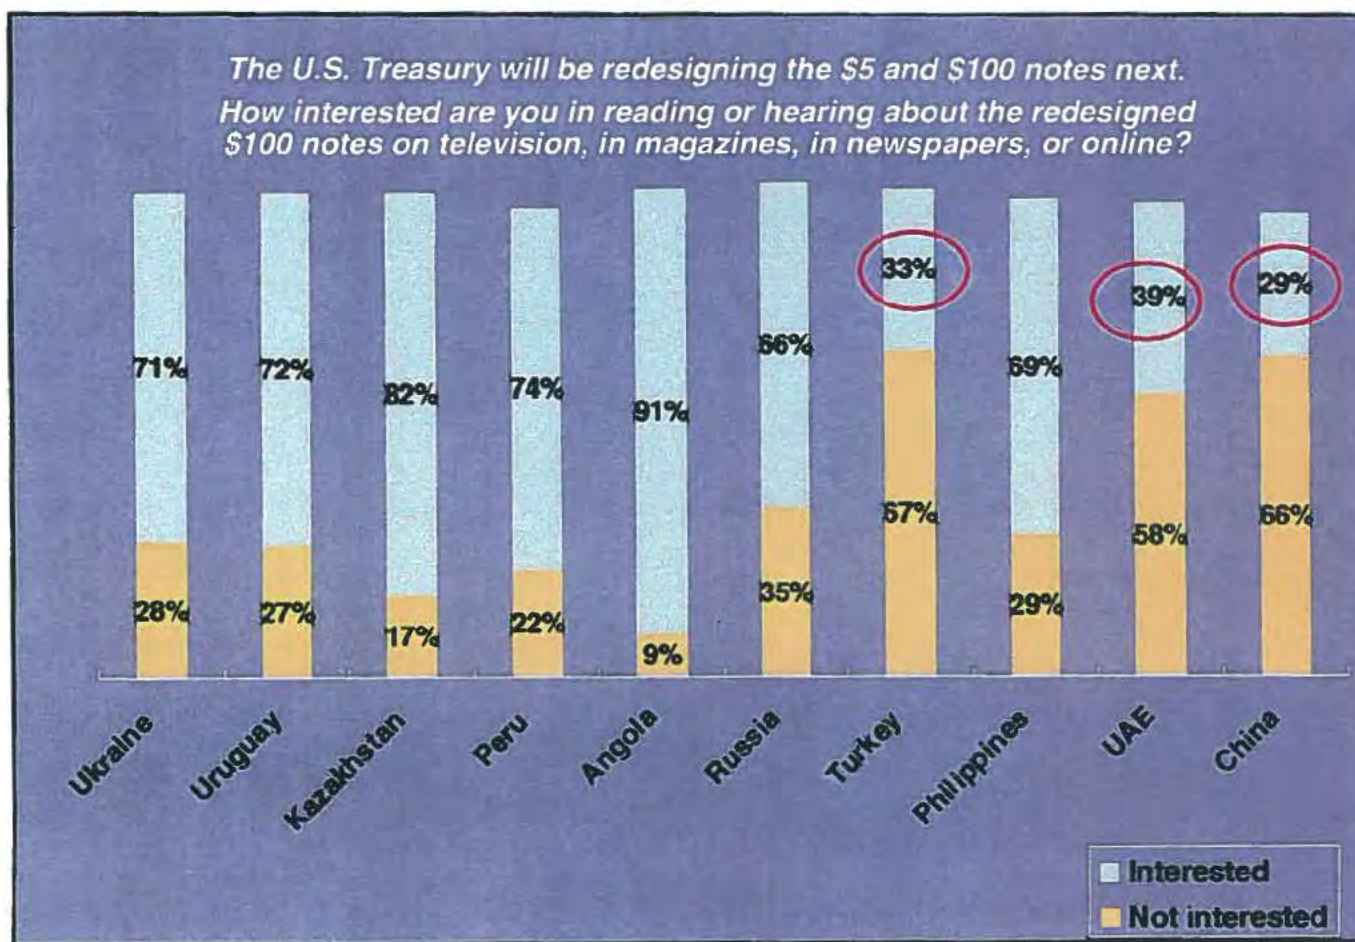 The U.S. Treasury will be redesigning the $5 and $100 notes next.
How interested are you in reading or hearing about the redesigned
$100 notes on television, in magazines, in newspapers, or online?
71%
72%
82%
74%
91%
66%
33%
69%
39%
29%
28%
27%
17%
22%
9%
35%
67%
29%
58%
66%
Ukraine
Uruguay
Kazakhstan
Peru
Angola
Russia
Turkey
Philippines
UAE
China
Interested
Not interested